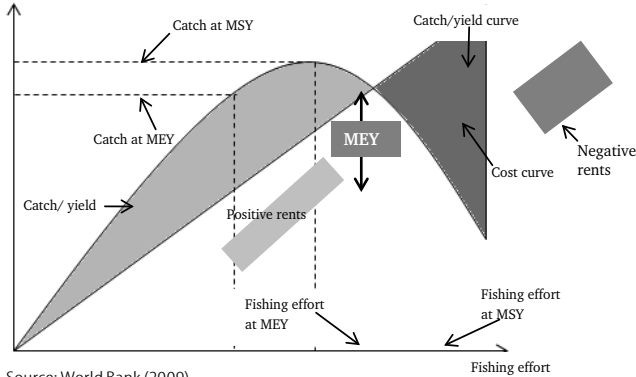 Catch at MSY
Catch/yield curve
Catch at MEY
MEY
Negative
rents
Cost curve
Catch/ yield
Positive rents
Fishing effort
at MEY
Fishing effort
at MSY
Fishing effort
Source: World Bank (2009)